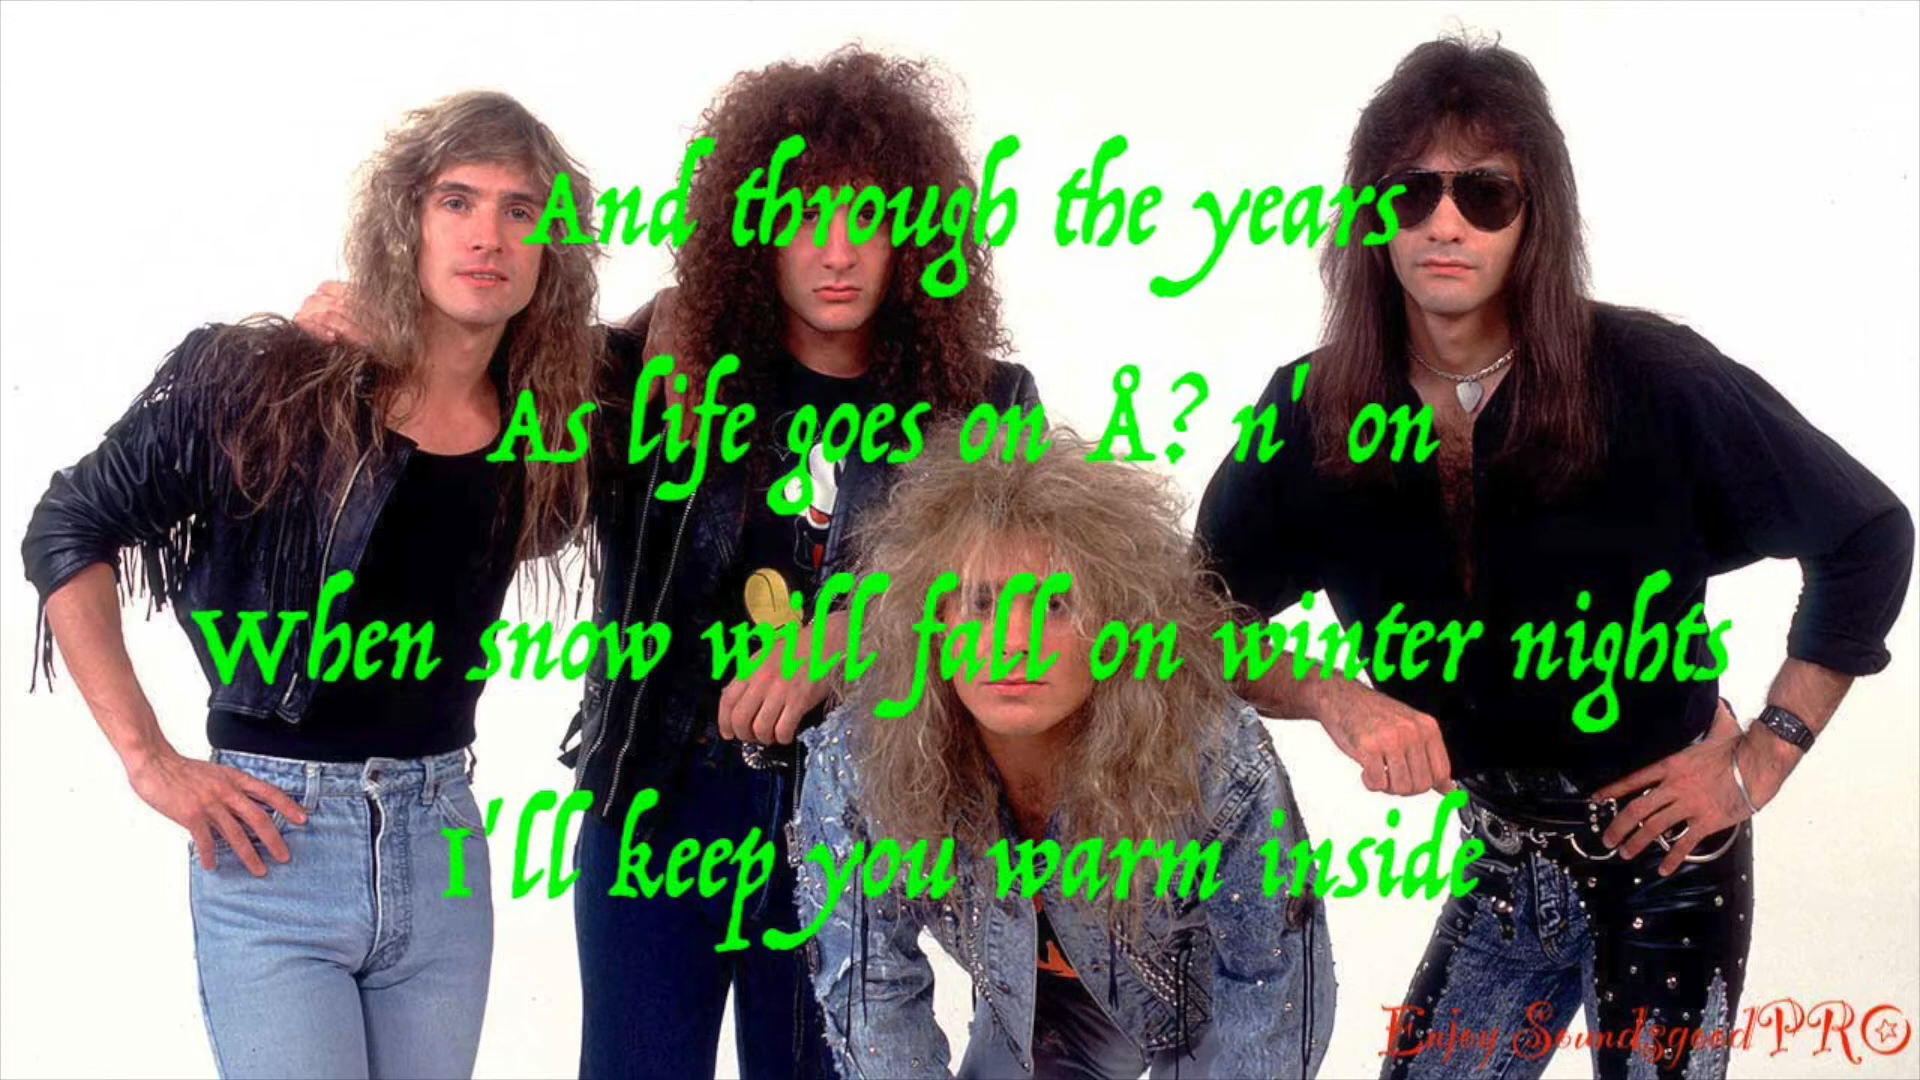 And through the years
As life goes on Å? n' on
When snow will fall on winter nights
I'll keep you warm inside
Enjoy SoundsgoodPRO